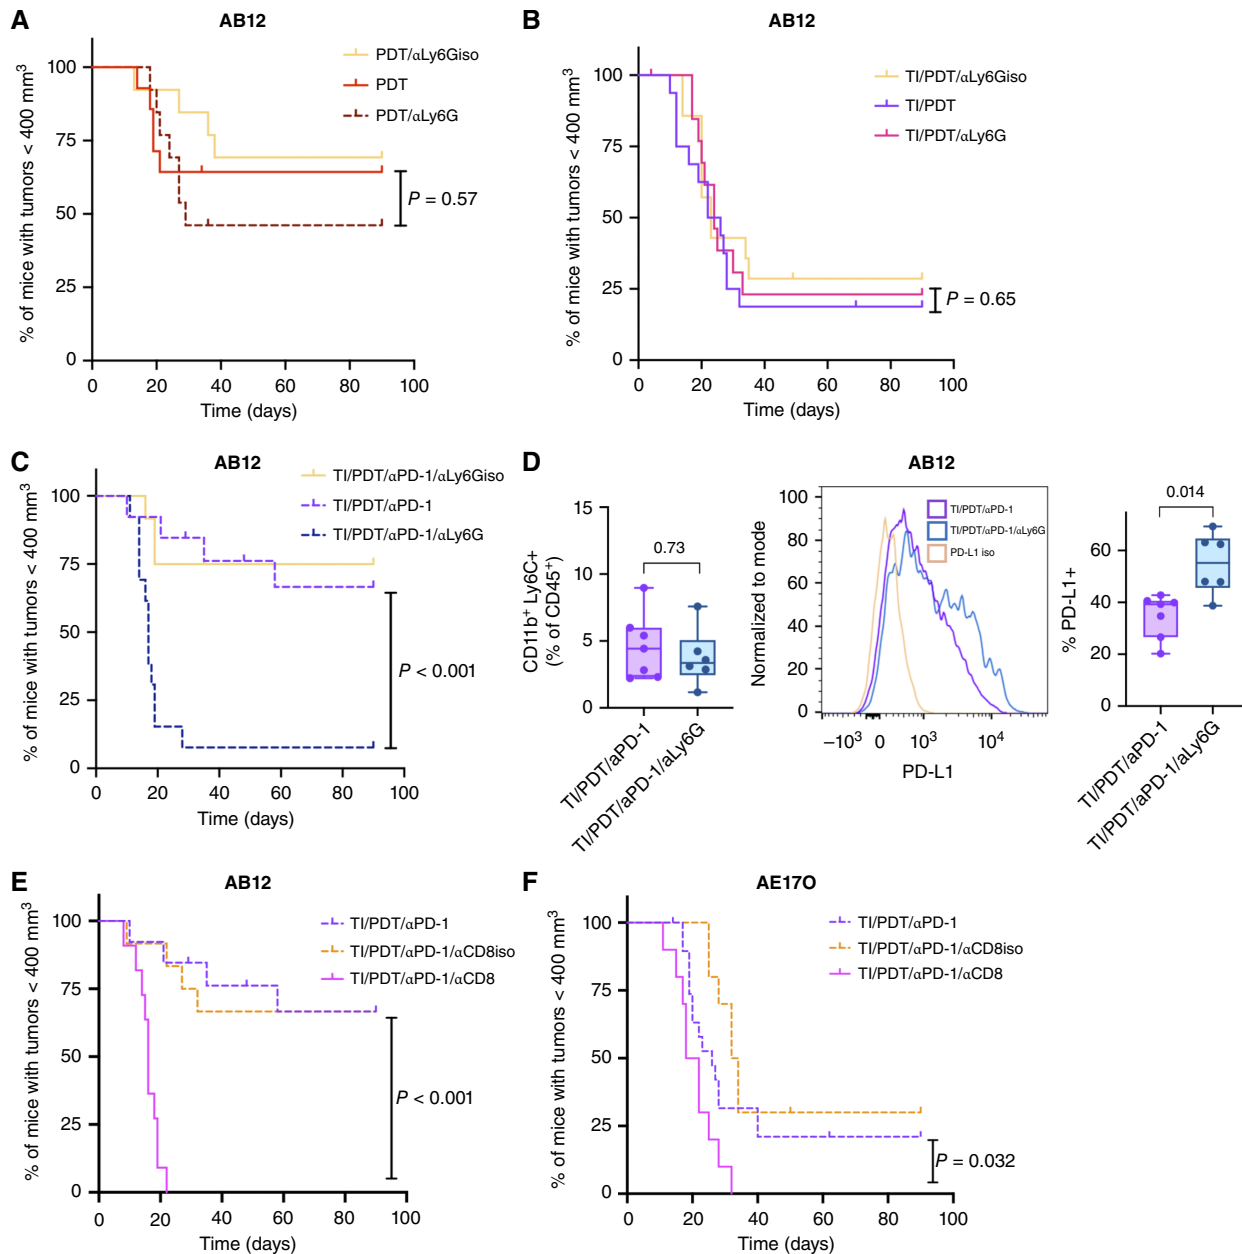 A
AB12
% of mice with tumors < 400 mm³
100
75
50
25
0
0 20 40 60 80 100
Time (days)
PDT/αLy6Giso
PDT
PDT/αLy6G
P = 0.57
B
AB12
% of mice with tumors < 400 mm³
100
75
50
25
0
0 20 40 60 80 100
Time (days)
TI/PDT/αLy6Giso
TI/PDT
TI/PDT/αLy6G
P = 0.65
C
AB12
% of mice with tumors < 400 mm³
100
75
50
25
0
0 20 40 60 80 100
Time (days)
TI/PDT/αPD-1/αLy6Giso
TI/PDT/αPD-1
TI/PDT/αPD-1/αLy6G
P < 0.001
D
AB12
CD11b⁺ Ly6C+
(% of CD45⁺)
15
10
5
0
0.73
TI/PDT/aPD-1
TI/PDT/aPD-1/aLy6G
Normalized to mode
100
80
60
40
20
0
−10³ 0 10³ 10⁴
PD-L1
TI/PDT/αPD-1
TI/PDT/αPD-1/αLy6G
PD-L1 iso
% PD-L1+
60
40
20
0
0.014
TI/PDT/aPD-1
TI/PDT/aPD-1/aLy6G
E
AB12
% of mice with tumors < 400 mm³
100
75
50
25
0
0 20 40 60 80 100
Time (days)
TI/PDT/αPD-1
TI/PDT/αPD-1/αCD8iso
TI/PDT/αPD-1/αCD8
P < 0.001
F
AE17O
% of mice with tumors < 400 mm³
100
75
50
25
0
0 20 40 60 80 100
Time (days)
TI/PDT/αPD-1
TI/PDT/αPD-1/αCD8iso
TI/PDT/αPD-1/αCD8
P = 0.032